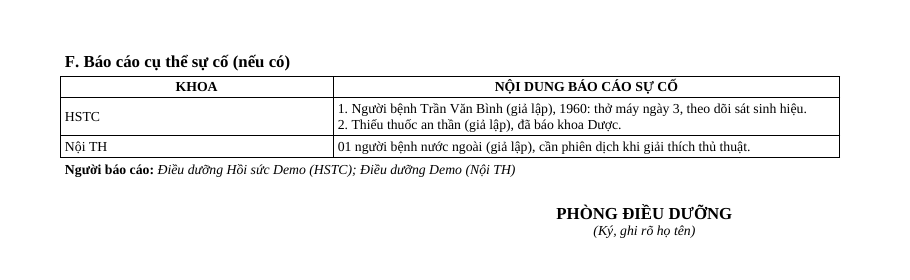 F. Báo cáo cụ thể sự cố (nếu có)
KHOA
NỘI DUNG BÁO CÁO SỰ CỐ
HSTC
1. Người bệnh Trần Văn Bình (giả lập), 1960: thở máy ngày 3, theo dõi sát sinh hiệu.
2. Thiếu thuốc an thần (giả lập), đã báo khoa Dược.
Nội TH
01 người bệnh nước ngoài (giả lập), cần phiên dịch khi giải thích thủ thuật.
Người báo cáo: Điều dưỡng Hồi sức Demo (HSTC); Điều dưỡng Demo (Nội TH)
PHÒNG ĐIỀU DƯỠNG
(Ký, ghi rõ họ tên)